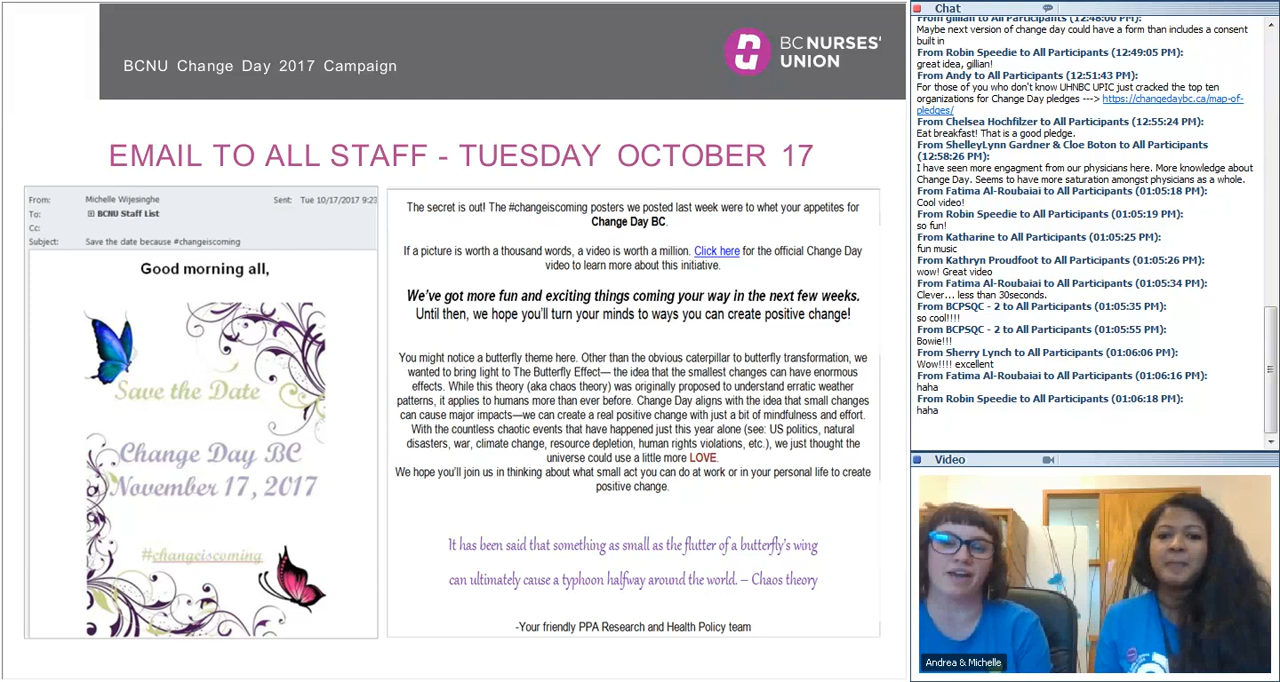 BCNU Change Day 2017 Campaign
BC NURSES'
UNION
EMAIL TO ALL STAFF - TUESDAY OCTOBER 17
From: Michelle Wijesinghe Sent: Tue 10/17/2017 9:23
To: BCNU Staff List
Cc:
Subject: Save the date because #changeiscoming
Good morning all,
Save the Date
Change Day BC
November 17, 2017
#changeiscoming
The secret is out! The #changeiscoming posters we posted last week were to whet your appetites for
Change Day BC.
If a picture is worth a thousand words, a video is worth a million. Click here for the official Change Day
video to learn more about this initiative.
We've got more fun and exciting things coming your way in the next few weeks.
Until then, we hope you'll turn your minds to ways you can create positive change!
You might notice a butterfly theme here. Other than the obvious caterpillar to butterfly transformation, we
wanted to bring light to The Butterfly Effect— the idea that the smallest changes can have enormous
effects. While this theory (aka chaos theory) was originally proposed to understand erratic weather
patterns, it applies to humans more than ever before. Change Day aligns with the idea that small changes
can cause major impacts—we can create a real positive change with just a bit of mindfulness and effort.
With the countless chaotic events that have happened just this year alone (see: US politics, natural
disasters, war, climate change, resource depletion, human rights violations, etc.), we just thought the
universe could use a little more LOVE.
We hope you'll join us in thinking about what small act you can do at work or in your personal life to create
positive change.
It has been said that something as small as the flutter of a butterfly's wing
can ultimately cause a typhoon halfway around the world. – Chaos theory
-Your friendly PPA Research and Health Policy team
Chat
From gillian to All Participants (12:48:00 PM):
Maybe next version of change day could have a form than includes a consent
built in
From Robin Speedie to All Participants (12:49:05 PM):
great idea, gillian!
From Andy to All Participants (12:51:43 PM):
For those of you who don't know UHNBC UPIC just cracked the top ten
organizations for Change Day pledges ---> https://changedaybc.ca/map-of-
pledges/
From Chelsea Hochfilzer to All Participants (12:55:24 PM):
Eat breakfast! That is a good pledge.
From ShelleyLynn Gardner & Cloe Boton to All Participants
(12:58:26 PM):
I have seen more engagment from our physicians here. More knowledge about
Change Day. Seems to have more saturation amongst physicians as a whole.
From Fatima Al-Roubaiai to All Participants (01:05:18 PM):
Cool video!
From Robin Speedie to All Participants (01:05:19 PM):
so fun!
From Katharine to All Participants (01:05:25 PM):
fun music
From Kathryn Proudfoot to All Participants (01:05:26 PM):
wow! Great video
From Fatima Al-Roubaiai to All Participants (01:05:34 PM):
Clever... less than 30seconds.
From BCPSQC - 2 to All Participants (01:05:35 PM):
so cool!!!!
From BCPSQC - 2 to All Participants (01:05:55 PM):
Bowie!!!
From Sherry Lynch to All Participants (01:06:06 PM):
Wow!!!! excellent
From Fatima Al-Roubaiai to All Participants (01:06:16 PM):
haha
From Robin Speedie to All Participants (01:06:18 PM):
haha
Video
Andrea & Michelle